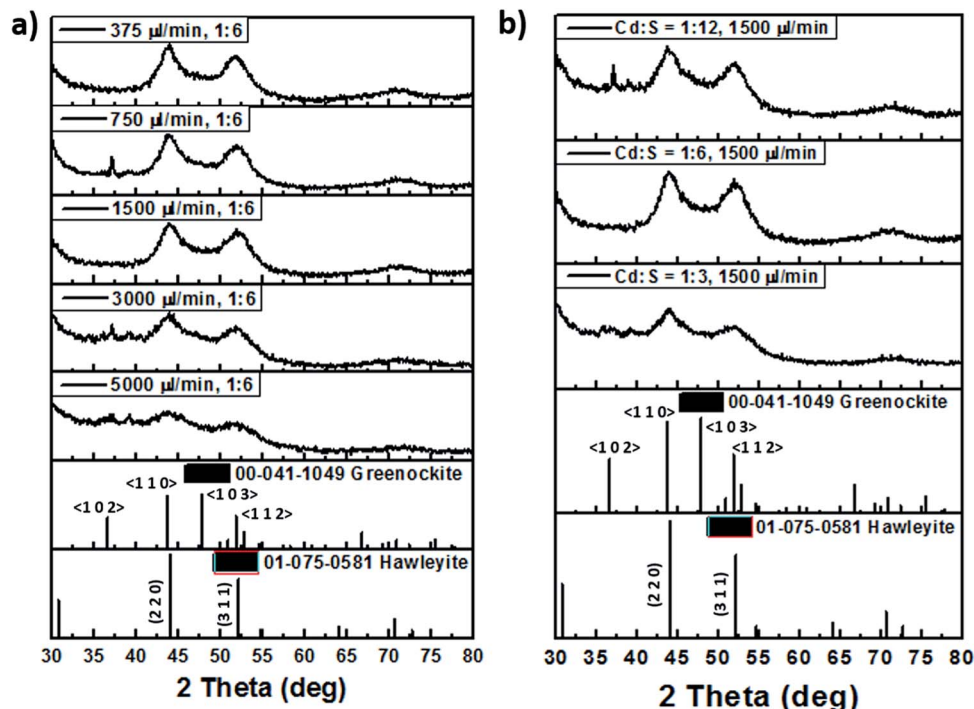 a)
375 µl/min, 1:6
750 µl/min, 1:6
1500 µl/min, 1:6
3000 µl/min, 1:6
5000 µl/min, 1:6
00-041-1049 Greenockite
<1 0 2>
<1 1 0>
<1 0 3>
<1 1 2>
01-075-0581 Hawleyite
(2 2 0)
(3 1 1)
30 35 40 45 50 55 60 65 70 75 80
2 Theta (deg)
b)
Cd:S = 1:12, 1500 µl/min
Cd:S = 1:6, 1500 µl/min
Cd:S = 1:3, 1500 µl/min
00-041-1049 Greenockite
<1 0 2>
<1 1 0>
<1 0 3>
<1 1 2>
01-075-0581 Hawleyite
(2 2 0)
(3 1 1)
30 35 40 45 50 55 60 65 70 75 80
2 Theta (deg)